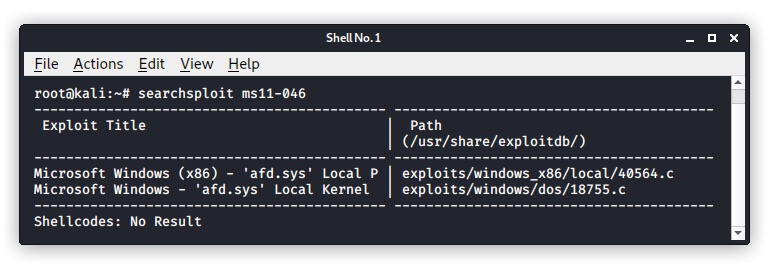 Shell No. 1
File Actions Edit View Help
root@kali:~# searchsploit ms11-046
---------------------------------------------- ----------------------------------------
 Exploit Title | Path
 | (/usr/share/exploitdb/)
---------------------------------------------- ----------------------------------------
Microsoft Windows (x86) - 'afd.sys' Local P | exploits/windows_x86/local/40564.c
Microsoft Windows - 'afd.sys' Local Kernel | exploits/windows/dos/18755.c
---------------------------------------------- ----------------------------------------
Shellcodes: No Result